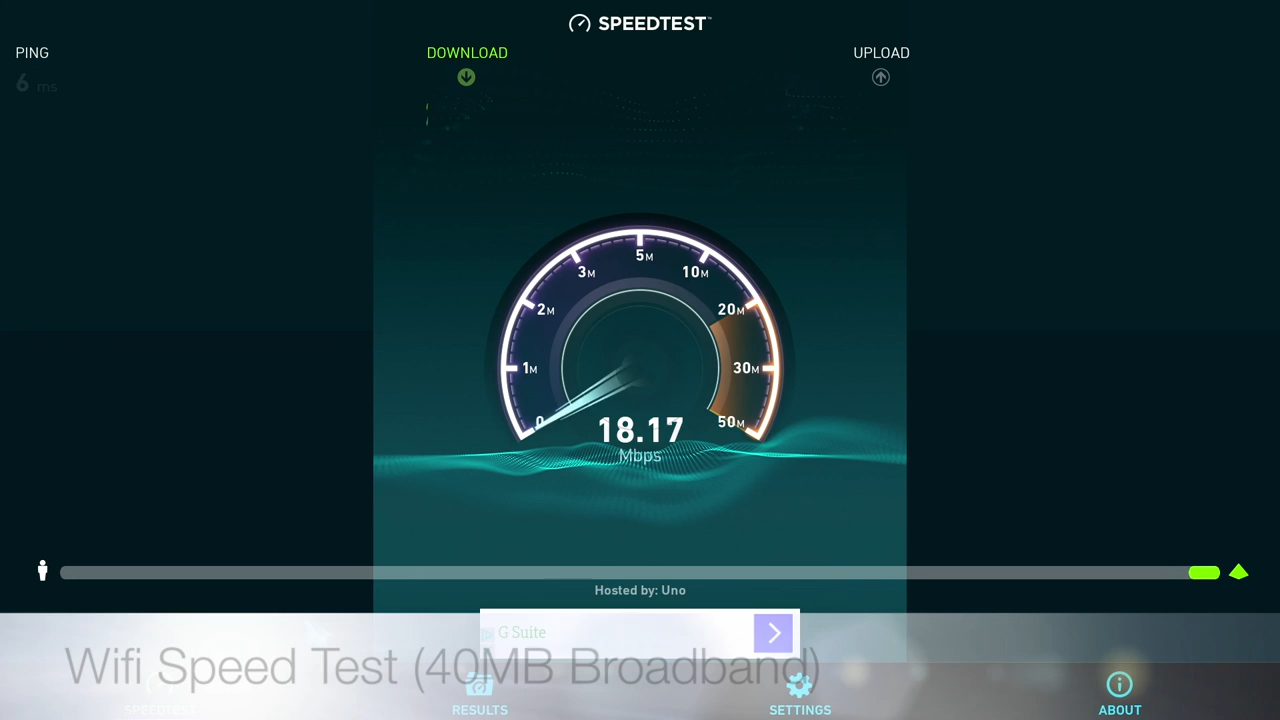 SPEEDTEST™
PING
DOWNLOAD
UPLOAD
6 ms
5M
3M
10M
2M
20M
1M
30M
0
50M
18.17
Mbps
Hosted by: Uno
G Suite
Wifi Speed Test (40MB Broadband)
SPEEDTEST
RESULTS
SETTINGS
ABOUT